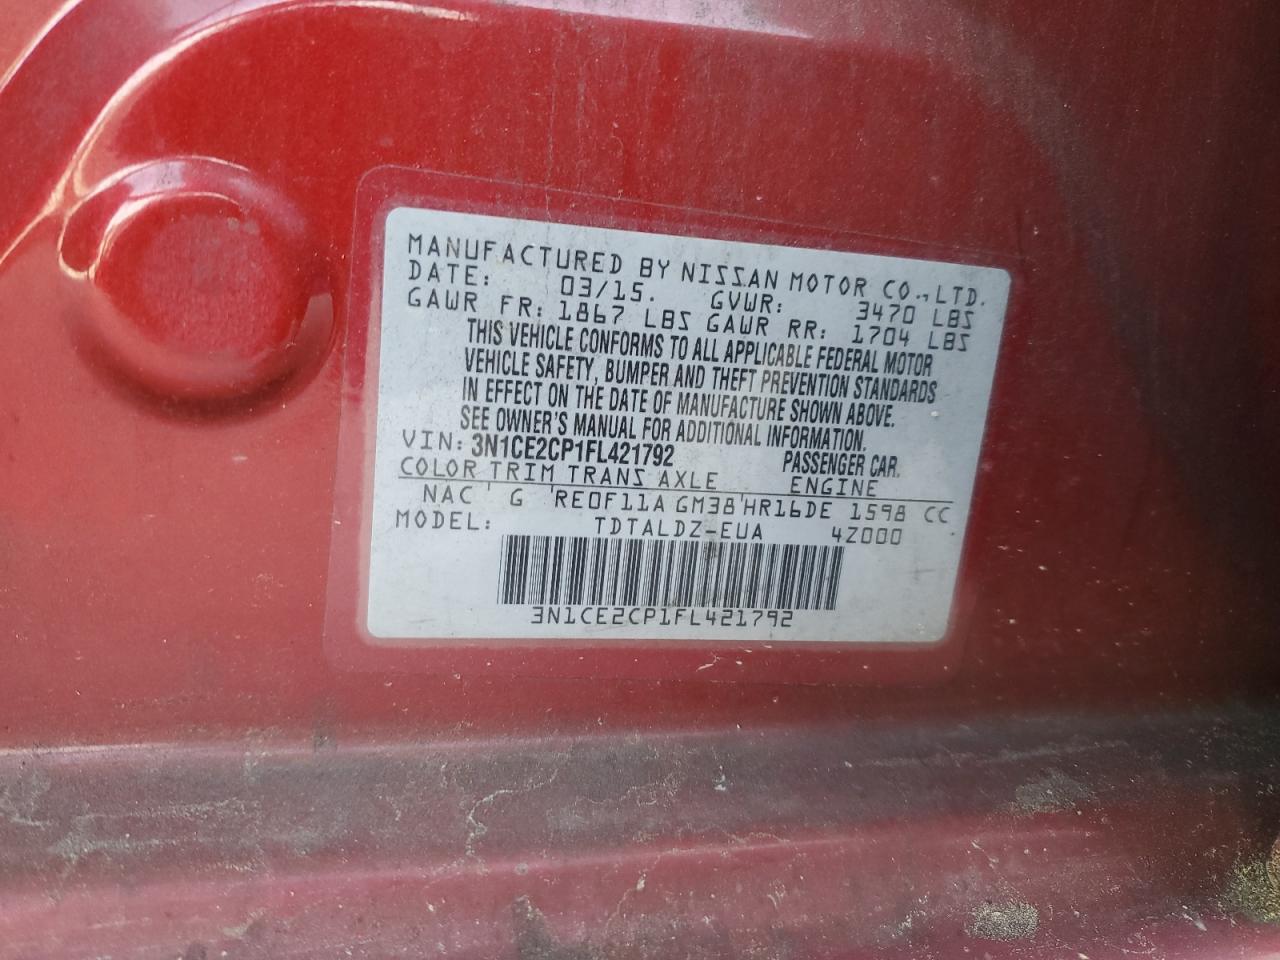 MANUFACTURED BY NISSAN MOTOR CO.,LTD.
DATE: 03/15. GVWR: 3470 LBS
GAWR FR: 1867 LBS GAWR RR: 1704 LBS
THIS VEHICLE CONFORMS TO ALL APPLICABLE FEDERAL MOTOR
VEHICLE SAFETY, BUMPER AND THEFT PREVENTION STANDARDS
IN EFFECT ON THE DATE OF MANUFACTURE SHOWN ABOVE.
SEE OWNER'S MANUAL FOR ADDITIONAL INFORMATION.
VIN: 3N1CE2CP1FL421792 PASSENGER CAR.
COLOR TRIM TRANS AXLE ENGINE
NAC ' G 'RE0F11A GM38'HR16DE 1598 CC
MODEL: TDTALDZ-EUA 4Z000
3N1CE2CP1FL421792